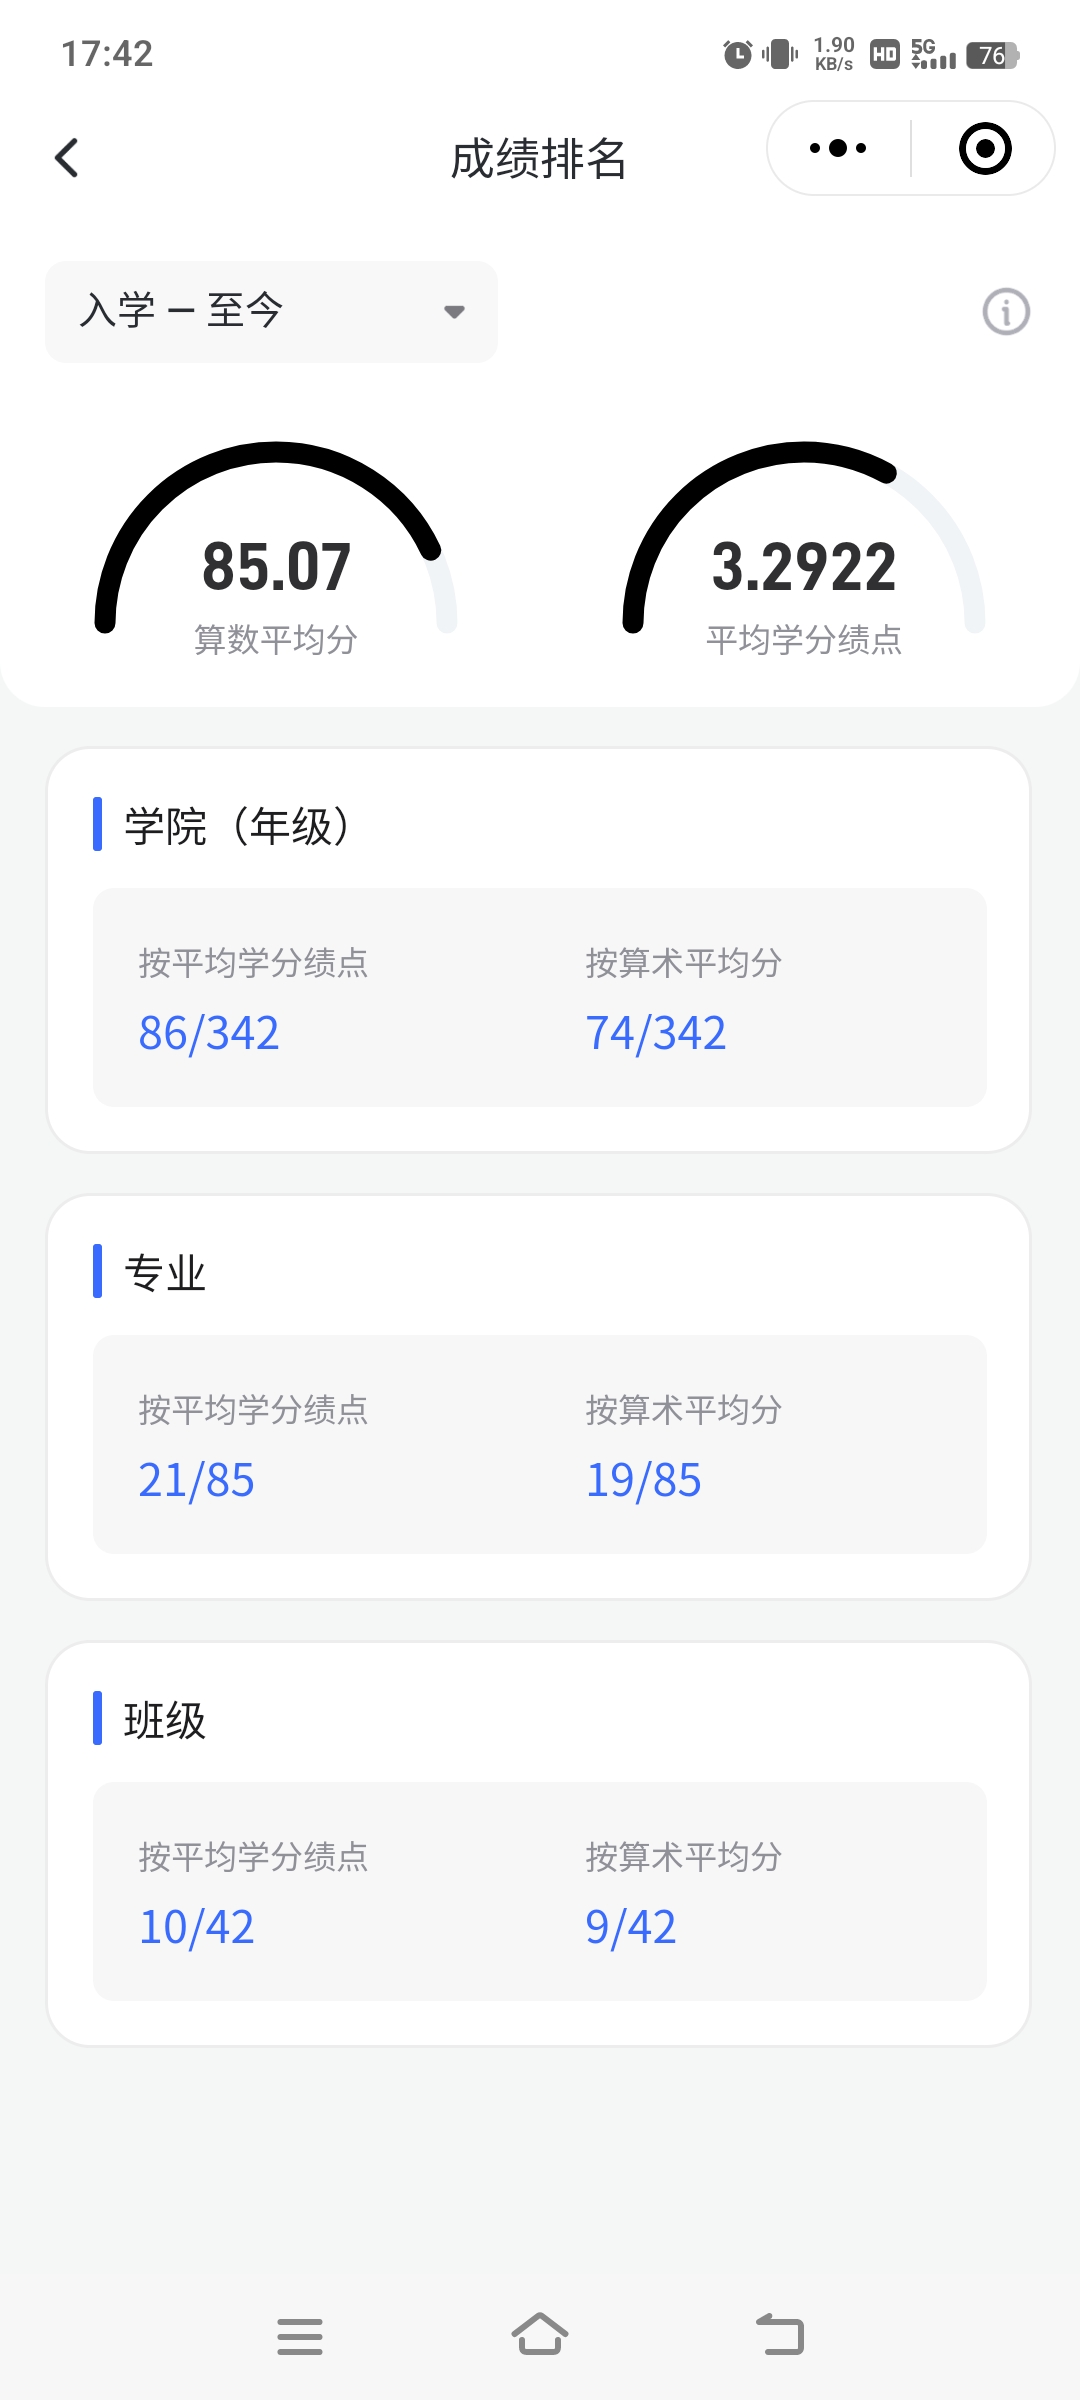 17:42
1.90 KB/s HD 5G 76
成绩排名
入学 – 至今
85.07
算数平均分
3.2922
平均学分绩点
学院（年级）
按平均学分绩点
86/342
按算术平均分
74/342
专业
按平均学分绩点
21/85
按算术平均分
19/85
班级
按平均学分绩点
10/42
按算术平均分
9/42